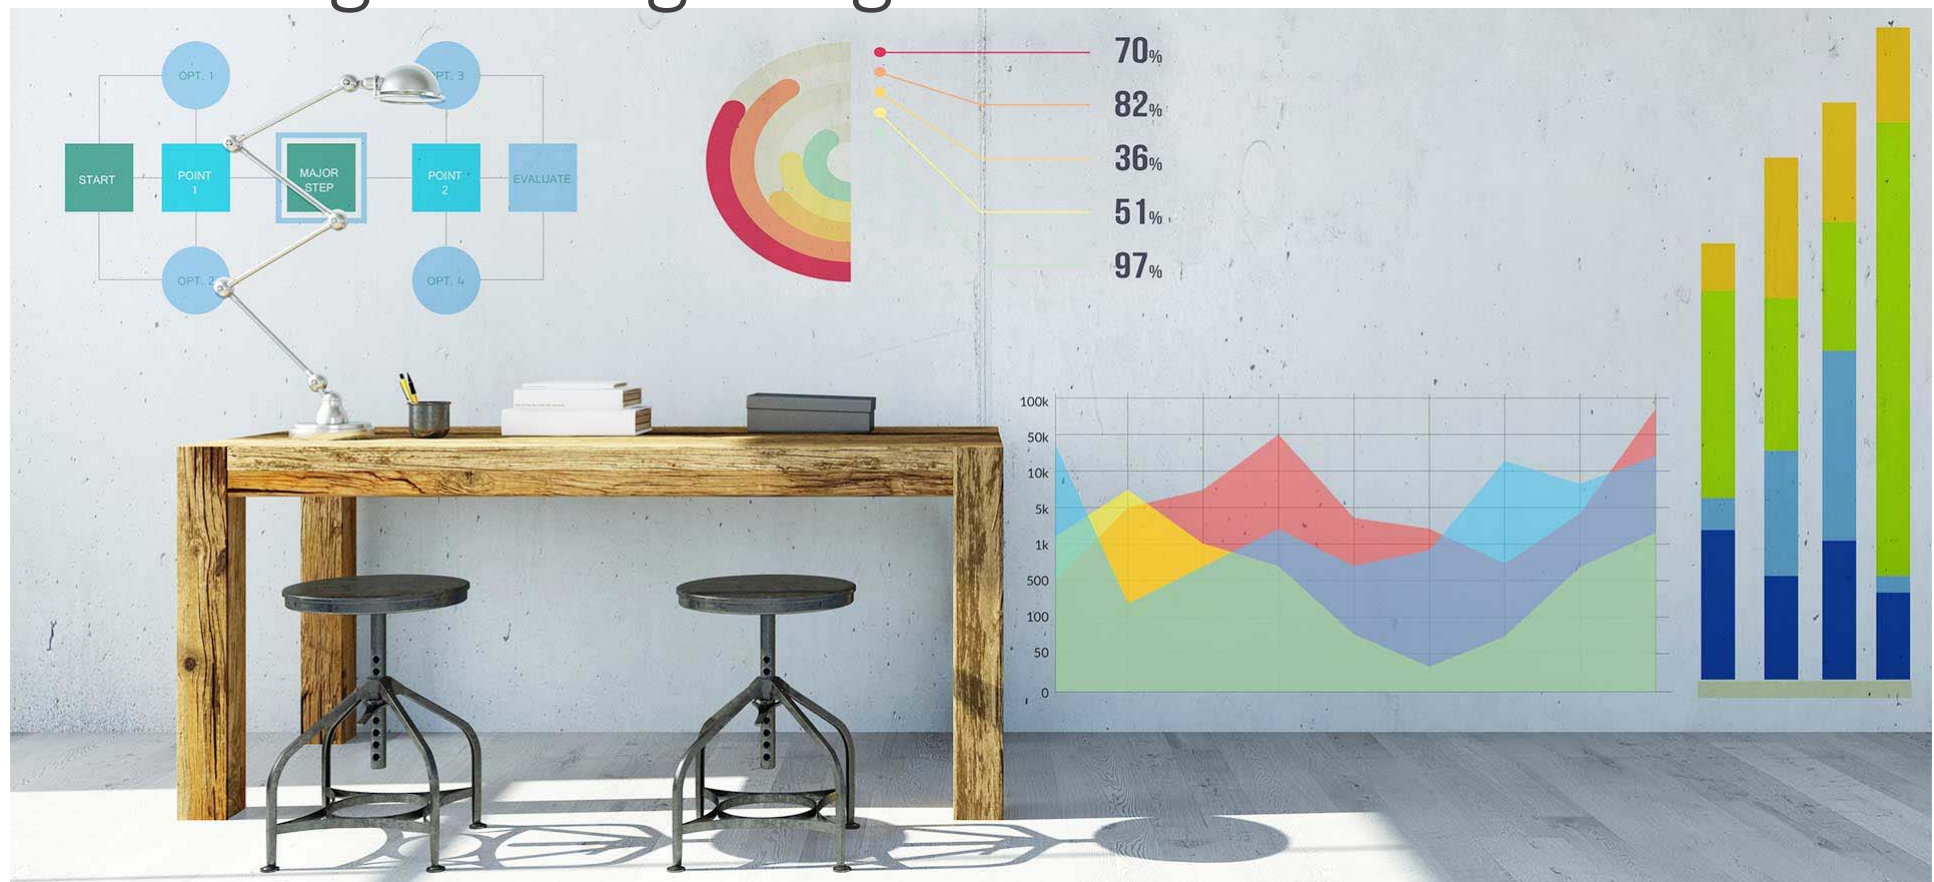 OPT. 1
OPT. 3
START
POINT
1
MAJOR
STEP
POINT
2
EVALUATE
OPT. 2
OPT. 4
70%
82%
36%
51%
97%
100k
50k
10k
5k
1k
500
100
50
0